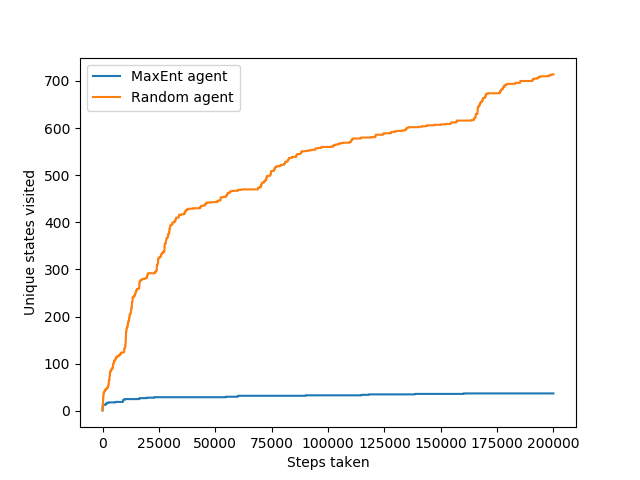 MaxEnt agent
Random agent
700
600
500
400
300
200
100
0
Unique states visited
0 25000 50000 75000 100000 125000 150000 175000 200000
Steps taken